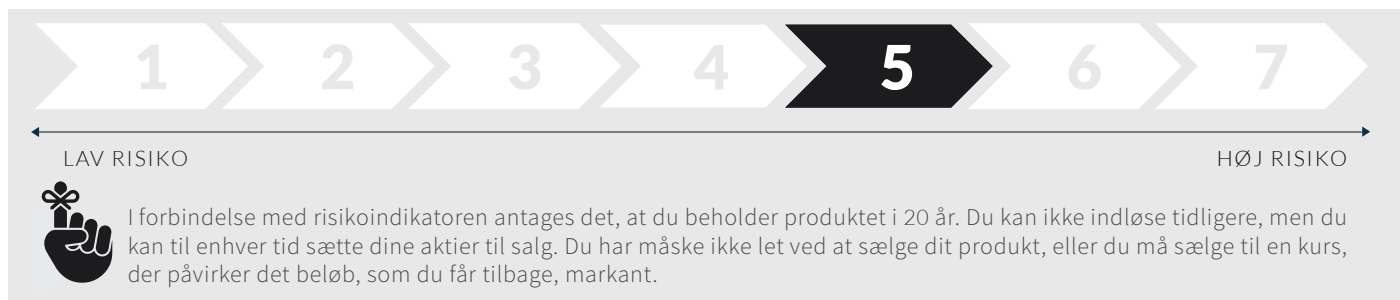 1 2 3 4 5 6 7
LAV RISIKO HØJ RISIKO
I forbindelse med risikoindikatoren antages det, at du beholder produktet i 20 år. Du kan ikke indløse tidligere, men du
kan til enhver tid sætte dine aktier til salg. Du har måske ikke let ved at sælge dit produkt, eller du må sælge til en kurs,
der påvirker det beløb, som du får tilbage, markant.